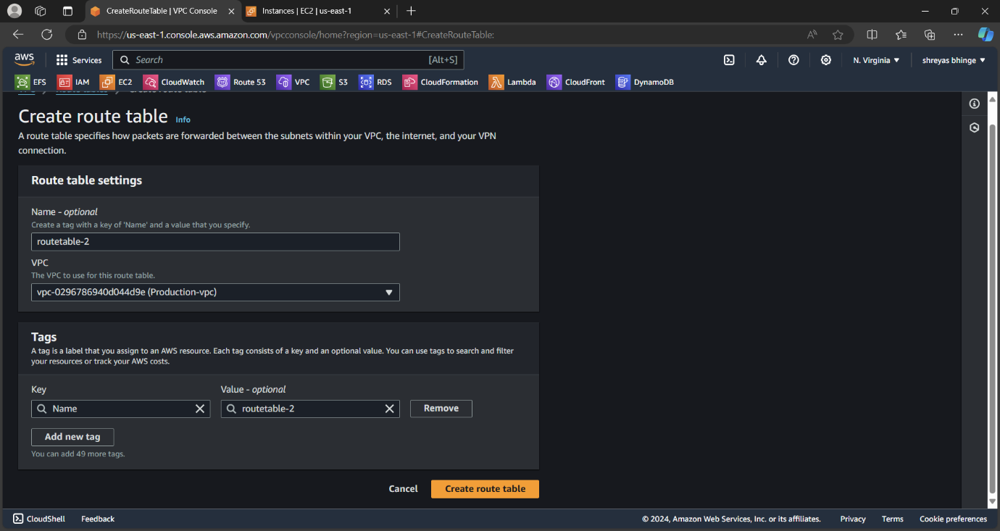 CreateRouteTable | VPC Console
Instances | EC2 | us-east-1
https://us-east-1.console.aws.amazon.com/vpcconsole/home?region=us-east-1#CreateRouteTable:
aws
Services
Search
[Alt+S]
N. Virginia
shreyas bhinge
EFS
IAM
EC2
CloudWatch
Route 53
VPC
S3
RDS
CloudFormation
Lambda
CloudFront
DynamoDB
Create route table Info
A route table specifies how packets are forwarded between the subnets within your VPC, the internet, and your VPN
connection.
Route table settings
Name - optional
Create a tag with a key of 'Name' and a value that you specify.
routetable-2
VPC
The VPC to use for this route table.
vpc-0296786940d044d9e (Production-vpc)
Tags
A tag is a label that you assign to an AWS resource. Each tag consists of a key and an optional value. You can use tags to search and filter
your resources or track your AWS costs.
Key
Value - optional
Name
routetable-2
Remove
Add new tag
You can add 49 more tags.
Cancel
Create route table
CloudShell
Feedback
© 2024, Amazon Web Services, Inc. or its affiliates.
Privacy
Terms
Cookie preferences